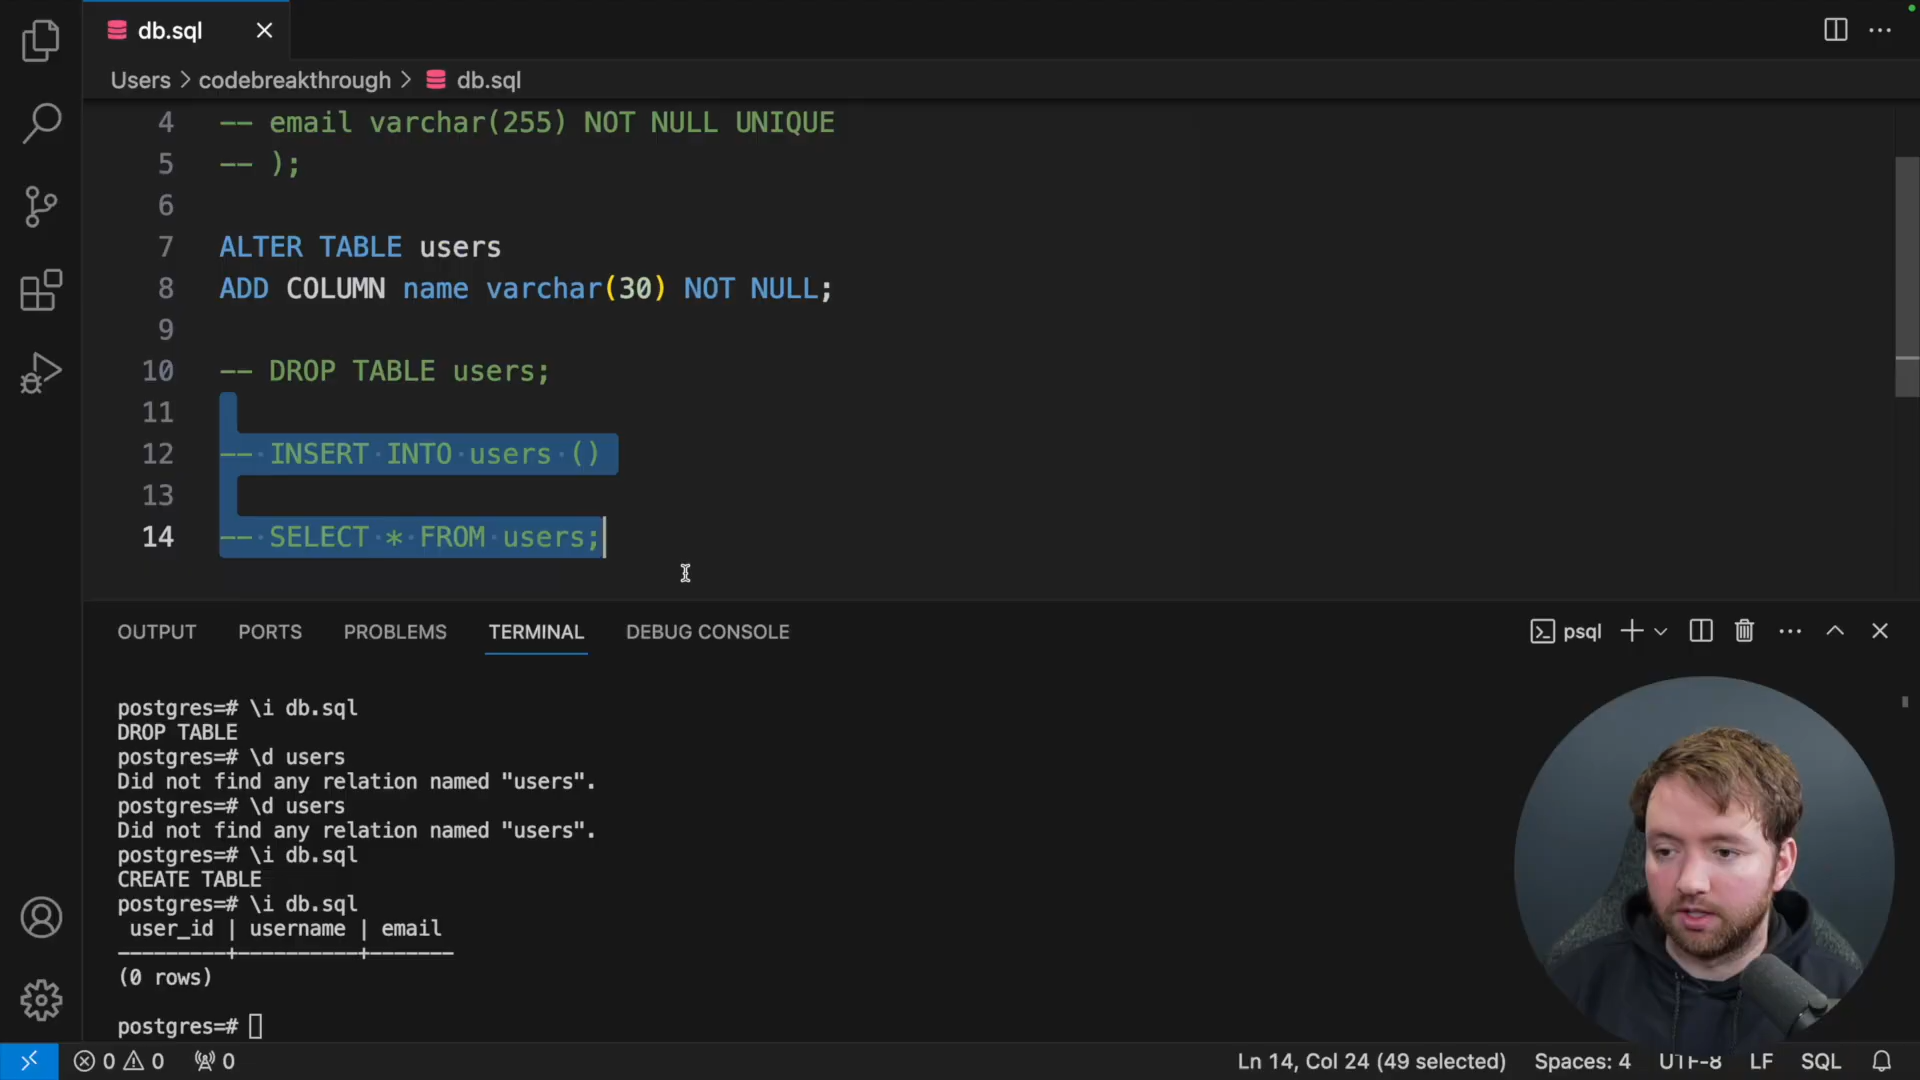 db.sql
Users > codebreakthrough > db.sql
4 -- email varchar(255) NOT NULL UNIQUE
5 -- );
6
7 ALTER TABLE users
8 ADD COLUMN name varchar(30) NOT NULL;
9
10 -- DROP TABLE users;
11
12 -- INSERT INTO users ()
13
14 -- SELECT * FROM users;
OUTPUT PORTS PROBLEMS TERMINAL DEBUG CONSOLE psql
postgres=# \i db.sql
DROP TABLE
postgres=# \d users
Did not find any relation named "users".
postgres=# \d users
Did not find any relation named "users".
postgres=# \i db.sql
CREATE TABLE
postgres=# \i db.sql
user_id | username | email
---------+----------+-------
(0 rows)
postgres=#
0 0 0 Ln 14, Col 24 (49 selected) Spaces: 4 UTF-8 LF SQL